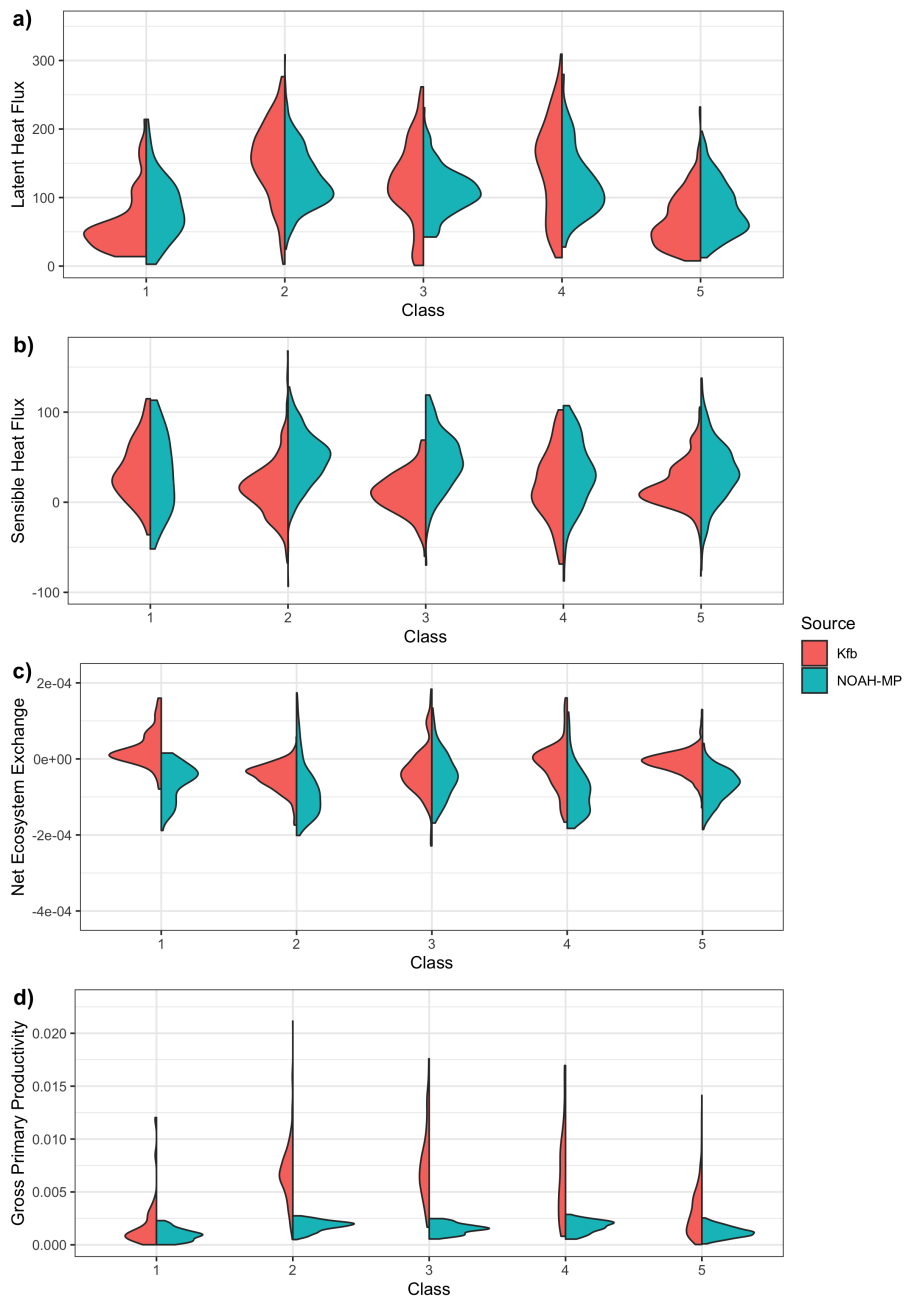 a)
Latent Heat Flux
300
200
100
0
1 2 3 4 5
Class
b)
Sensible Heat Flux
100
0
-100
1 2 3 4 5
Class
Source
Kfb
NOAH-MP
c)
Net Ecosystem Exchange
2e-04
0e+00
-2e-04
-4e-04
1 2 3 4 5
Class
d)
Gross Primary Productivity
0.020
0.015
0.010
0.005
0.000
1 2 3 4 5
Class